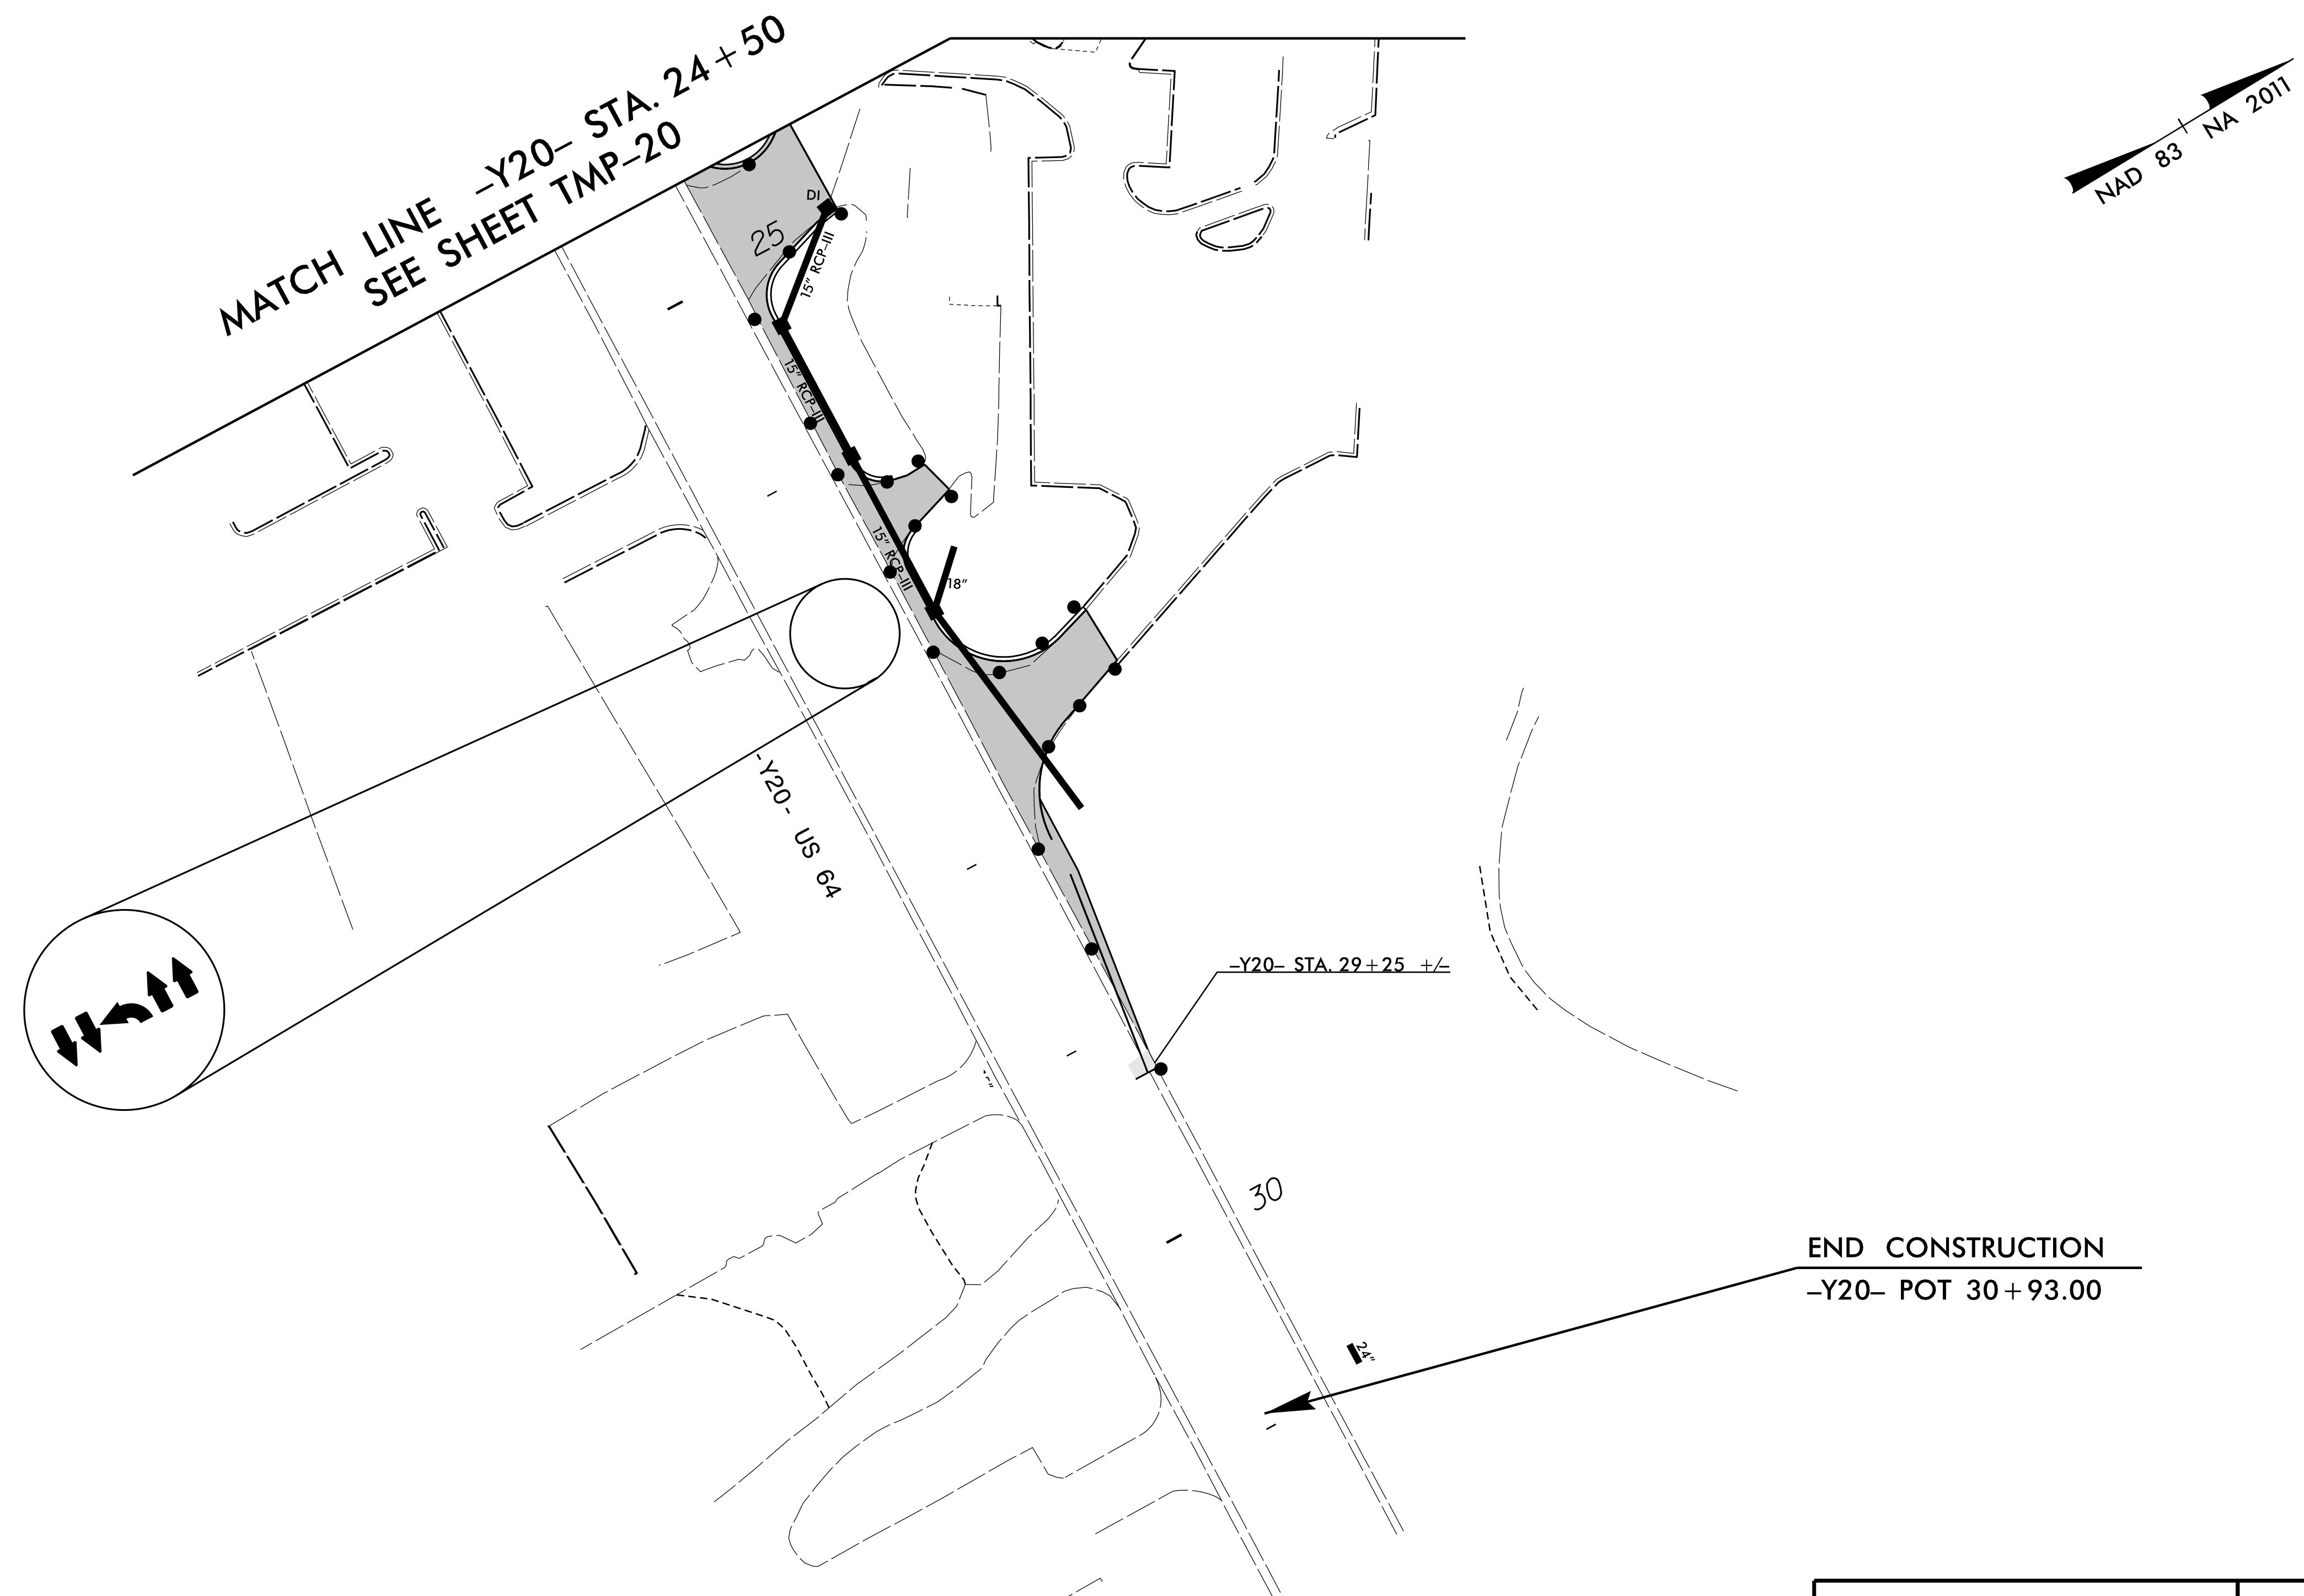 MATCH LINE –Y20– STA. 24+50
SEE SHEET TMP–20
NAD 83 NA 2011
DI
25
15" RCP–III
15" RCP–III
15" RCP–III
18"
-Y20- US 64
–Y20– STA. 29+25 +/–
30
END CONSTRUCTION
–Y20– POT 30+93.00
24"